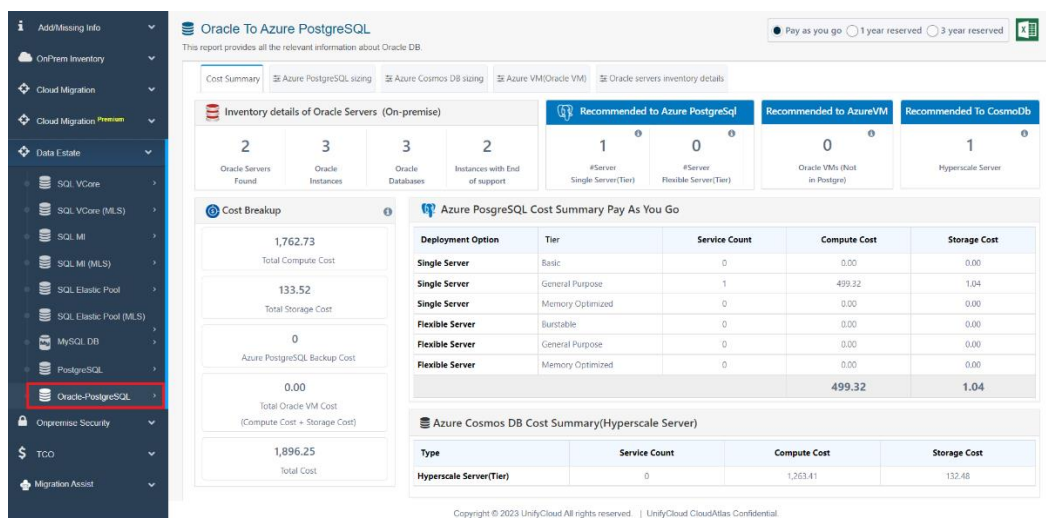 Add/Missing Info
OnPrem Inventory
Cloud Migration
Cloud Migration Premium
Data Estate
SQL VCore
SQL VCore (MLS)
SQL MI
SQL MI (MLS)
SQL Elastic Pool
SQL Elastic Pool (MLS)
MySQL DB
PostgreSQL
Oracle-PostgreSQL
Onpremise Security
TCO
Migration Assist
Oracle To Azure PostgreSQL
This report provides all the relevant information about Oracle DB.
Pay as you go 1 year reserved 3 year reserved
Cost Summary Azure PostgreSQL sizing Azure Cosmos DB sizing Azure VM(Oracle VM) Oracle servers inventory details
Inventory details of Oracle Servers (On-premise)
2 3 3 2
Oracle Servers Found
Oracle Instances
Oracle Databases
Instances with End of support
Recommended to Azure PostgreSql
1 0
#Server Single Server(Tier)
#Server Flexible Server(Tier)
Recommended to AzureVM
0
Oracle VMs (Not in Postgre)
Recommended To CosmoDb
1
Hyperscale Server
Cost Breakup
1,762.73
Total Compute Cost
133.52
Total Storage Cost
0
Azure PostgreSQL Backup Cost
0.00
Total Oracle VM Cost
(Compute Cost + Storage Cost)
1,896.25
Total Cost
Azure PosgreSQL Cost Summary Pay As You Go
Deployment Option Tier Service Count Compute Cost Storage Cost
Single Server Basic 0 0.00 0.00
Single Server General Purpose 1 499.32 1.04
Single Server Memory Optimized 0 0.00 0.00
Flexible Server Burstable 0 0.00 0.00
Flexible Server General Purpose 0 0.00 0.00
Flexible Server Memory Optimized 0 0.00 0.00
499.32 1.04
Azure Cosmos DB Cost Summary(Hyperscale Server)
Type Service Count Compute Cost Storage Cost
Hyperscale Server(Tier) 0 1,263.41 132.48
Copyright © 2023 UnifyCloud All rights reserved. | UnifyCloud CloudAtlas Confidential.